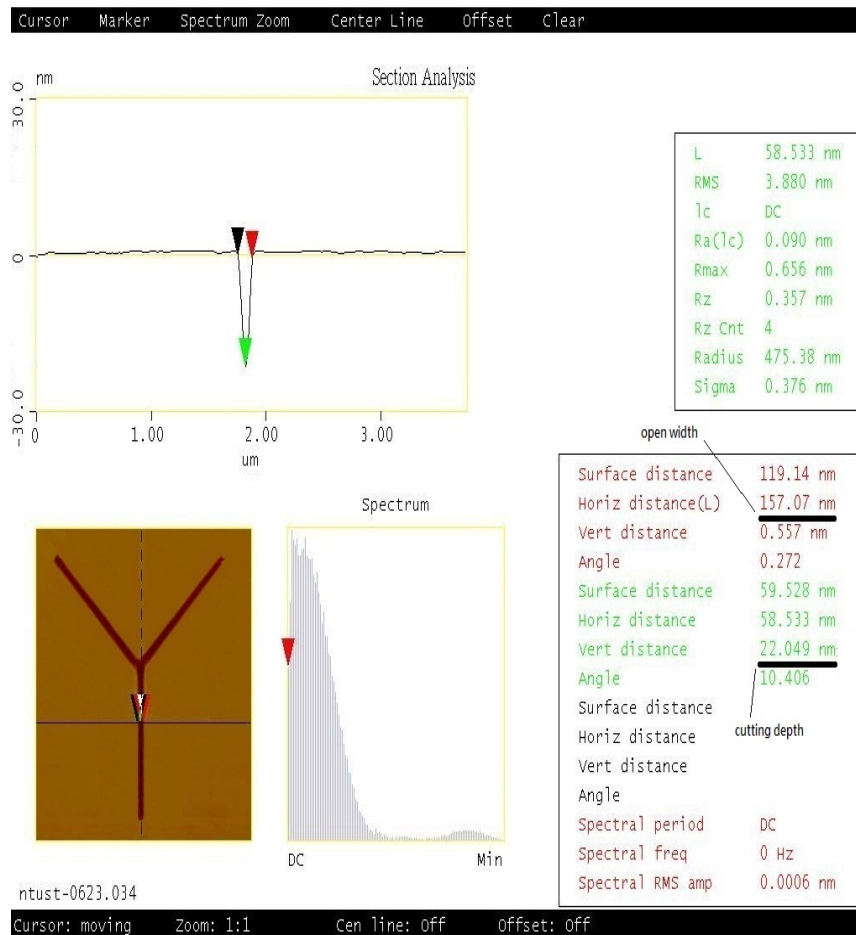 Cursor Marker Spectrum Zoom Center Line Offset Clear
nm
Section Analysis
30.0
0
-30.0
0 1.00 2.00 3.00
um
L 58.533 nm
RMS 3.880 nm
lc DC
Ra(lc) 0.090 nm
Rmax 0.656 nm
Rz 0.357 nm
Rz Cnt 4
Radius 475.38 nm
Sigma 0.376 nm
open width
Surface distance 119.14 nm
Horiz distance(L) 157.07 nm
Vert distance 0.557 nm
Angle 0.272
Surface distance 59.528 nm
Horiz distance 58.533 nm
Vert distance 22.049 nm
Angle 10.406
Surface distance
cutting depth
Horiz distance
Vert distance
Angle
Spectral period DC
Spectral freq 0 Hz
Spectral RMS amp 0.0006 nm
Spectrum
DC Min
ntust-0623.034
Cursor: moving Zoom: 1:1 Cen line: Off Offset: Off